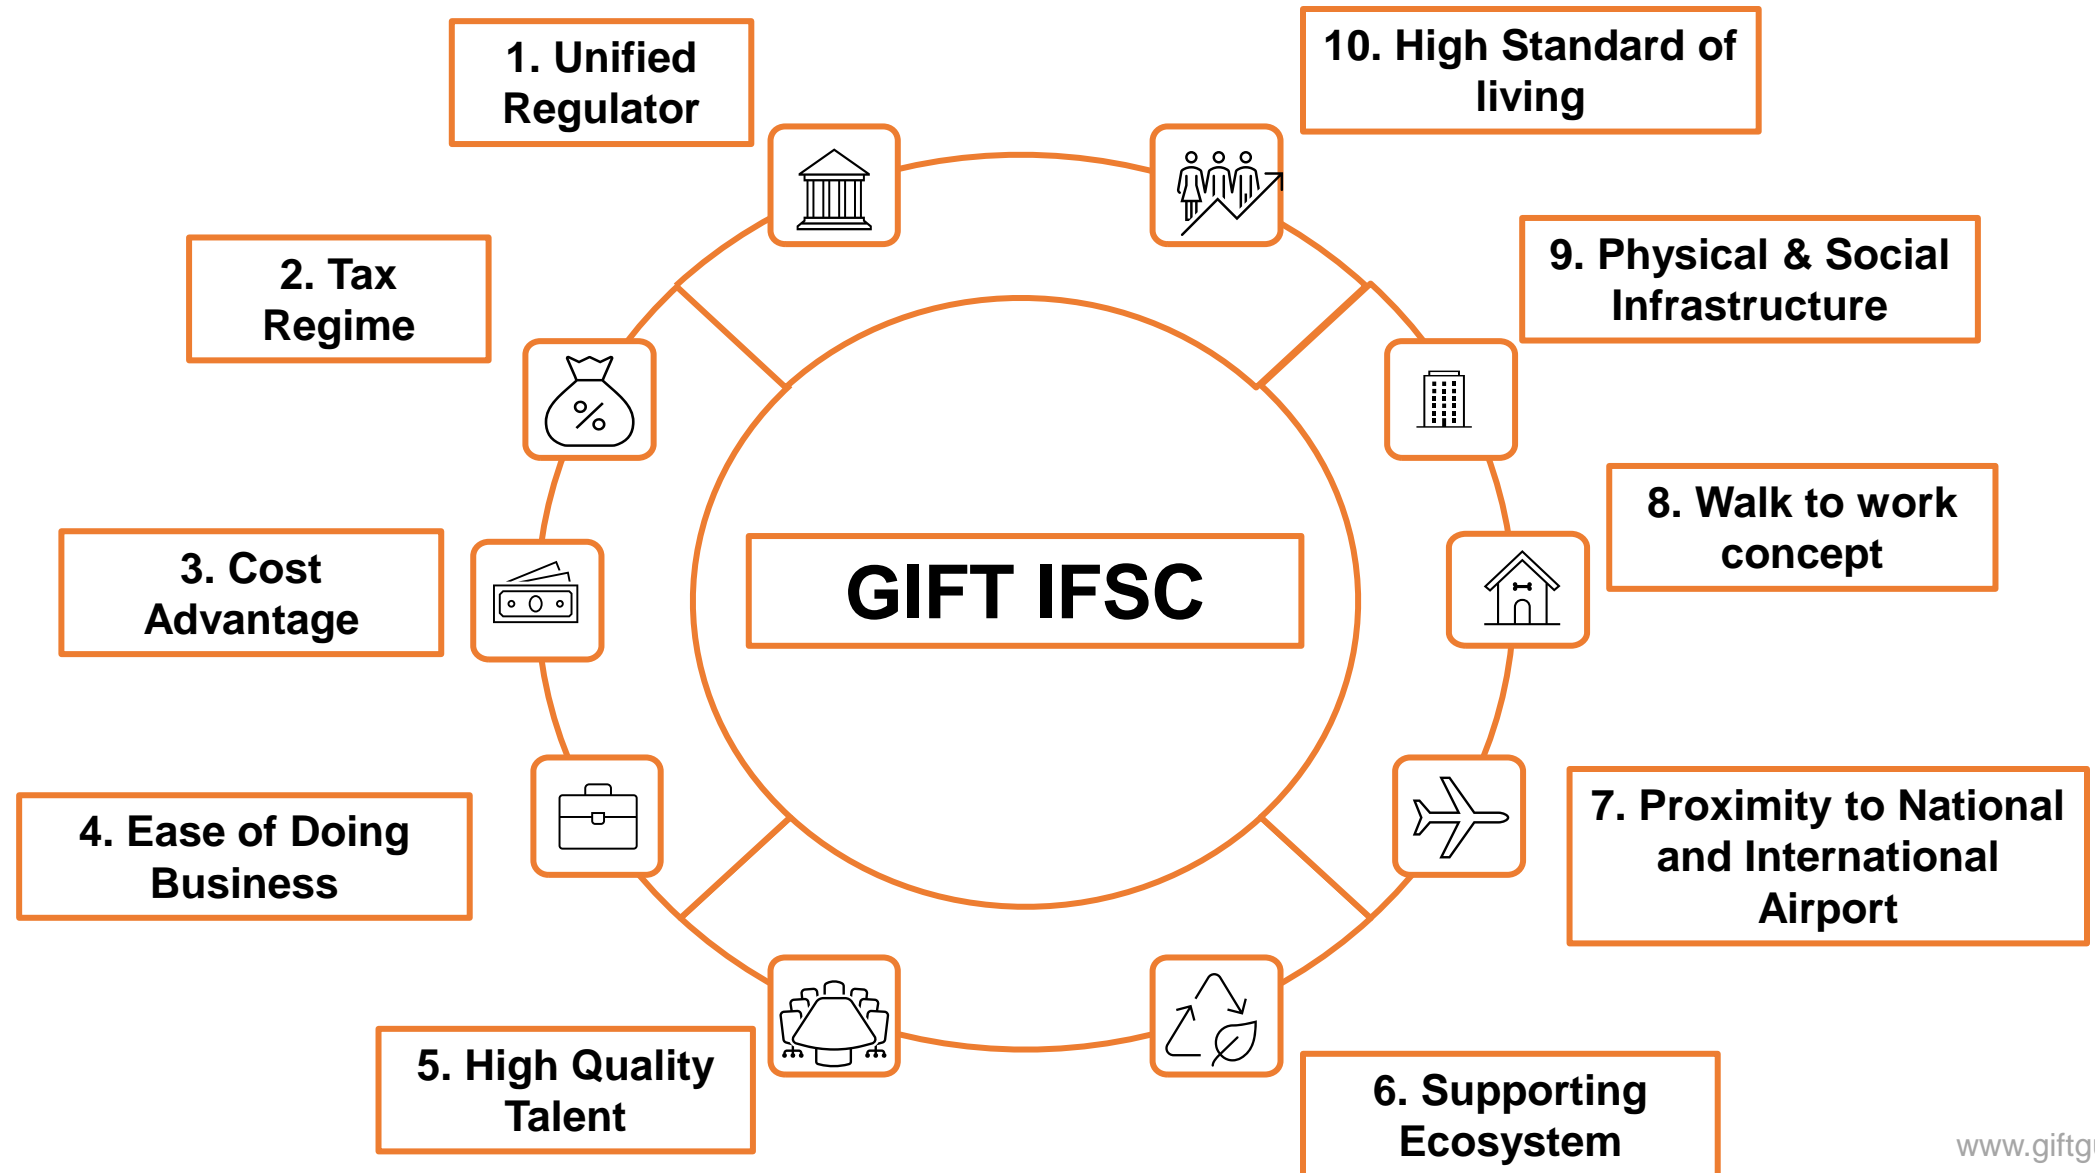 1. Unified
Regulator
2. Tax
Regime
3. Cost
Advantage
4. Ease of Doing
Business
5. High Quality
Talent
6. Supporting
Ecosystem
7. Proximity to National
and International
Airport
8. Walk to work
concept
9. Physical & Social
Infrastructure
10. High Standard of
living
GIFT IFSC
%